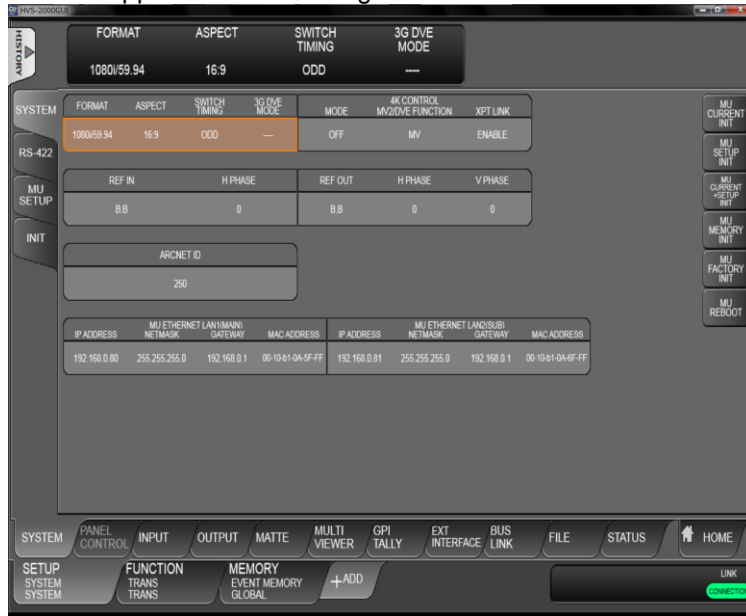 HVS-2000GUI
HISTORY
FORMAT ASPECT SWITCH TIMING 3G DVE MODE
1080I/59.94 16:9 ODD ----
SYSTEM
RS-422
MU SETUP
INIT
FORMAT ASPECT SWITCH TIMING 3G DVE MODE
1080I/59.94 16:9 ODD ----
4K CONTROL
MODE MV2/DVE FUNCTION XPT LINK
OFF MV ENABLE
REF IN H PHASE
B.B 0
REF OUT H PHASE V PHASE
B.B 0 0
ARCNET ID
250
MU ETHERNET LAN1(MAIN)
IP ADDRESS NETMASK GATEWAY MAC ADDRESS
192.168.0.80 255.255.255.0 192.168.0.1 00-10-b1-0A-5F-FF
MU ETHERNET LAN2(SUB)
IP ADDRESS NETMASK GATEWAY MAC ADDRESS
192.168.0.81 255.255.255.0 192.168.0.1 00-10-b1-0A-6F-FF
MU CURRENT INIT
MU SETUP INIT
MU CURRENT +SETUP INIT
MU MEMORY INIT
MU FACTORY INIT
MU REBOOT
SYSTEM PANEL CONTROL INPUT OUTPUT MATTE MULTI VIEWER GPI TALLY EXT INTERFACE BUS LINK FILE STATUS HOME
SETUP SYSTEM SYSTEM
FUNCTION TRANS TRANS
MEMORY EVENT MEMORY GLOBAL
+ADD
LINK
CONNECTION